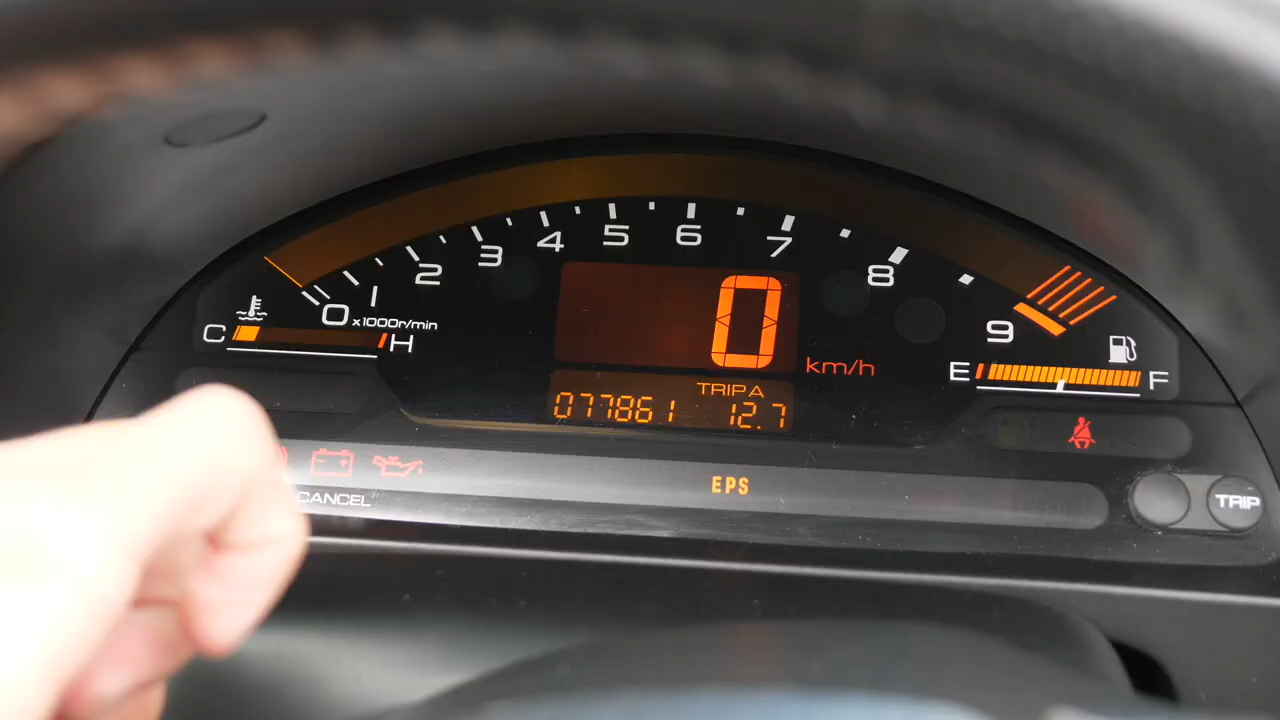 0 1 2 3 4 5 6 7 8 9
x1000r/min
C H
0
km/h
E F
TRIP A
077861 12.7
EPS
CANCEL
TRIP